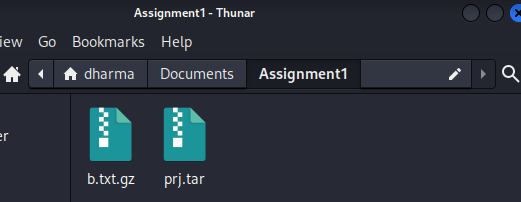 Assignment1 - Thunar
iew Go Bookmarks Help
dharma Documents Assignment1
er
b.txt.gz prj.tar